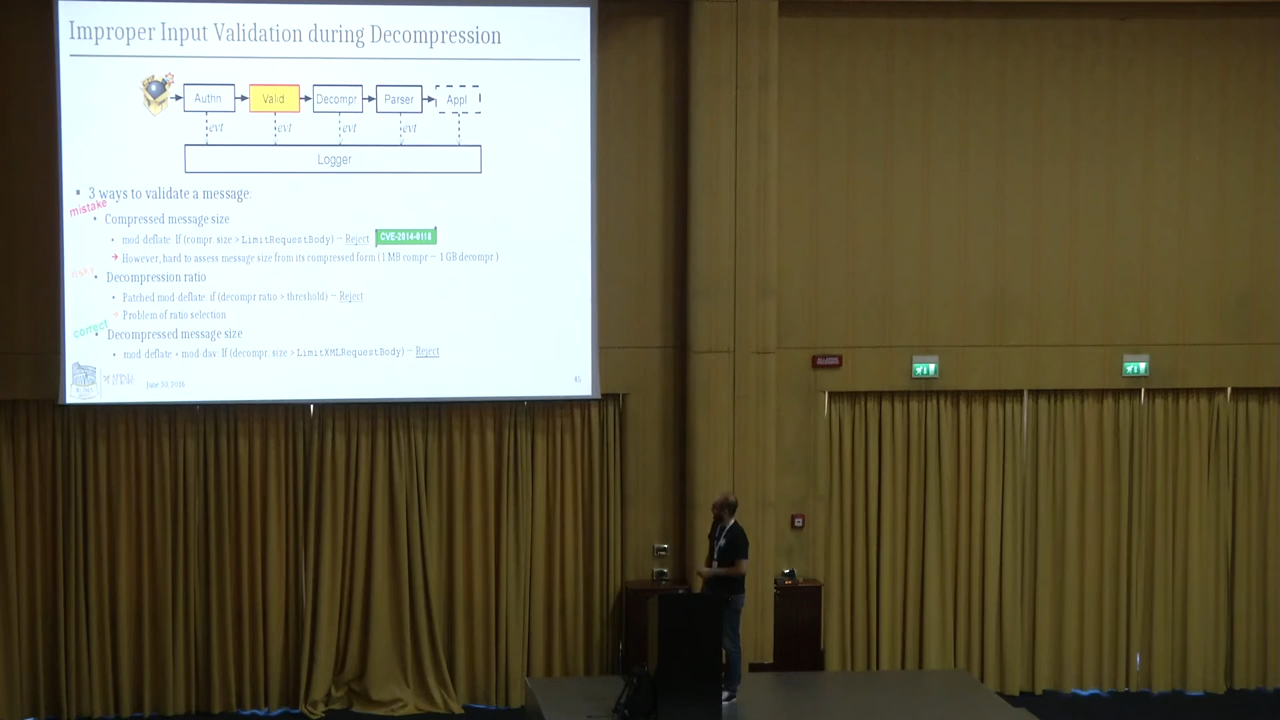 Improper Input Validation during Decompression
Authn
Valid
Decompr
Parser
Appl
evt
evt
evt
evt
Logger
3 ways to validate a message:
mistake
Compressed message size
mod-deflate: If (compr. size > LimitRequestBody) → Reject
CVE-2014-0118
However, hard to assess message size from its compressed form (1 MB compr → 1 GB decompr.)
risky
Decompression ratio
Patched mod-deflate: if (decompr ratio > threshold) → Reject
Problem of ratio selection
correct
Decompressed message size
mod-deflate + mod-dav: If (decompr. size > LimitXMLRequestBody) → Reject
June 30, 2016